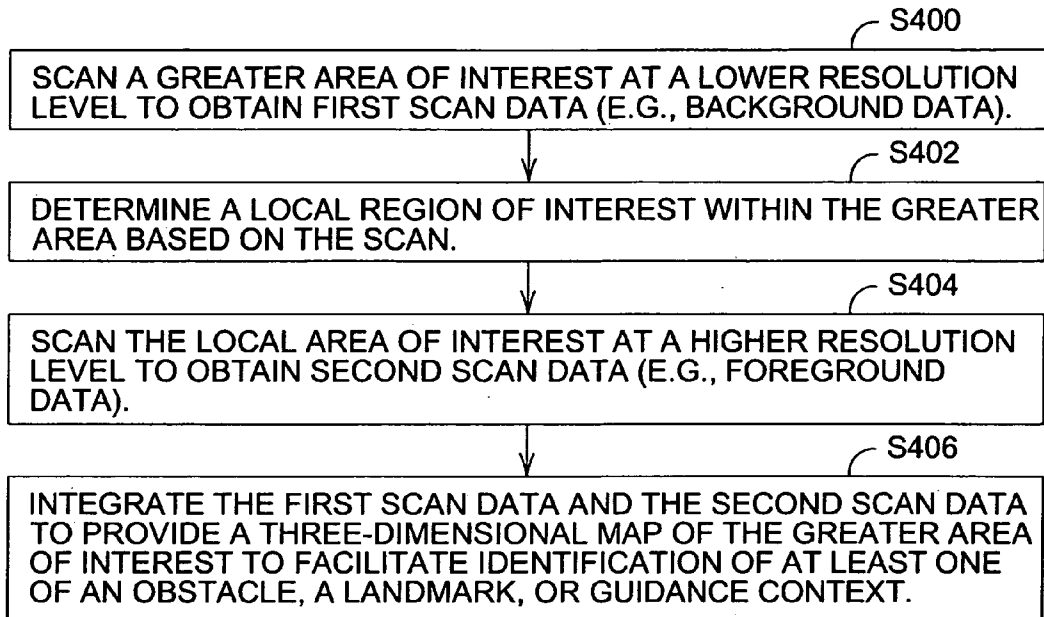 S400
SCAN A GREATER AREA OF INTEREST AT A LOWER RESOLUTION
LEVEL TO OBTAIN FIRST SCAN DATA (E.G., BACKGROUND DATA).
S402
DETERMINE A LOCAL REGION OF INTEREST WITHIN THE GREATER
AREA BASED ON THE SCAN.
S404
SCAN THE LOCAL AREA OF INTEREST AT A HIGHER RESOLUTION
LEVEL TO OBTAIN SECOND SCAN DATA (E.G., FOREGROUND
DATA).
S406
INTEGRATE THE FIRST SCAN DATA AND THE SECOND SCAN DATA
TO PROVIDE A THREE-DIMENSIONAL MAP OF THE GREATER AREA
OF INTEREST TO FACILITATE IDENTIFICATION OF AT LEAST ONE
OF AN OBSTACLE, A LANDMARK, OR GUIDANCE CONTEXT.